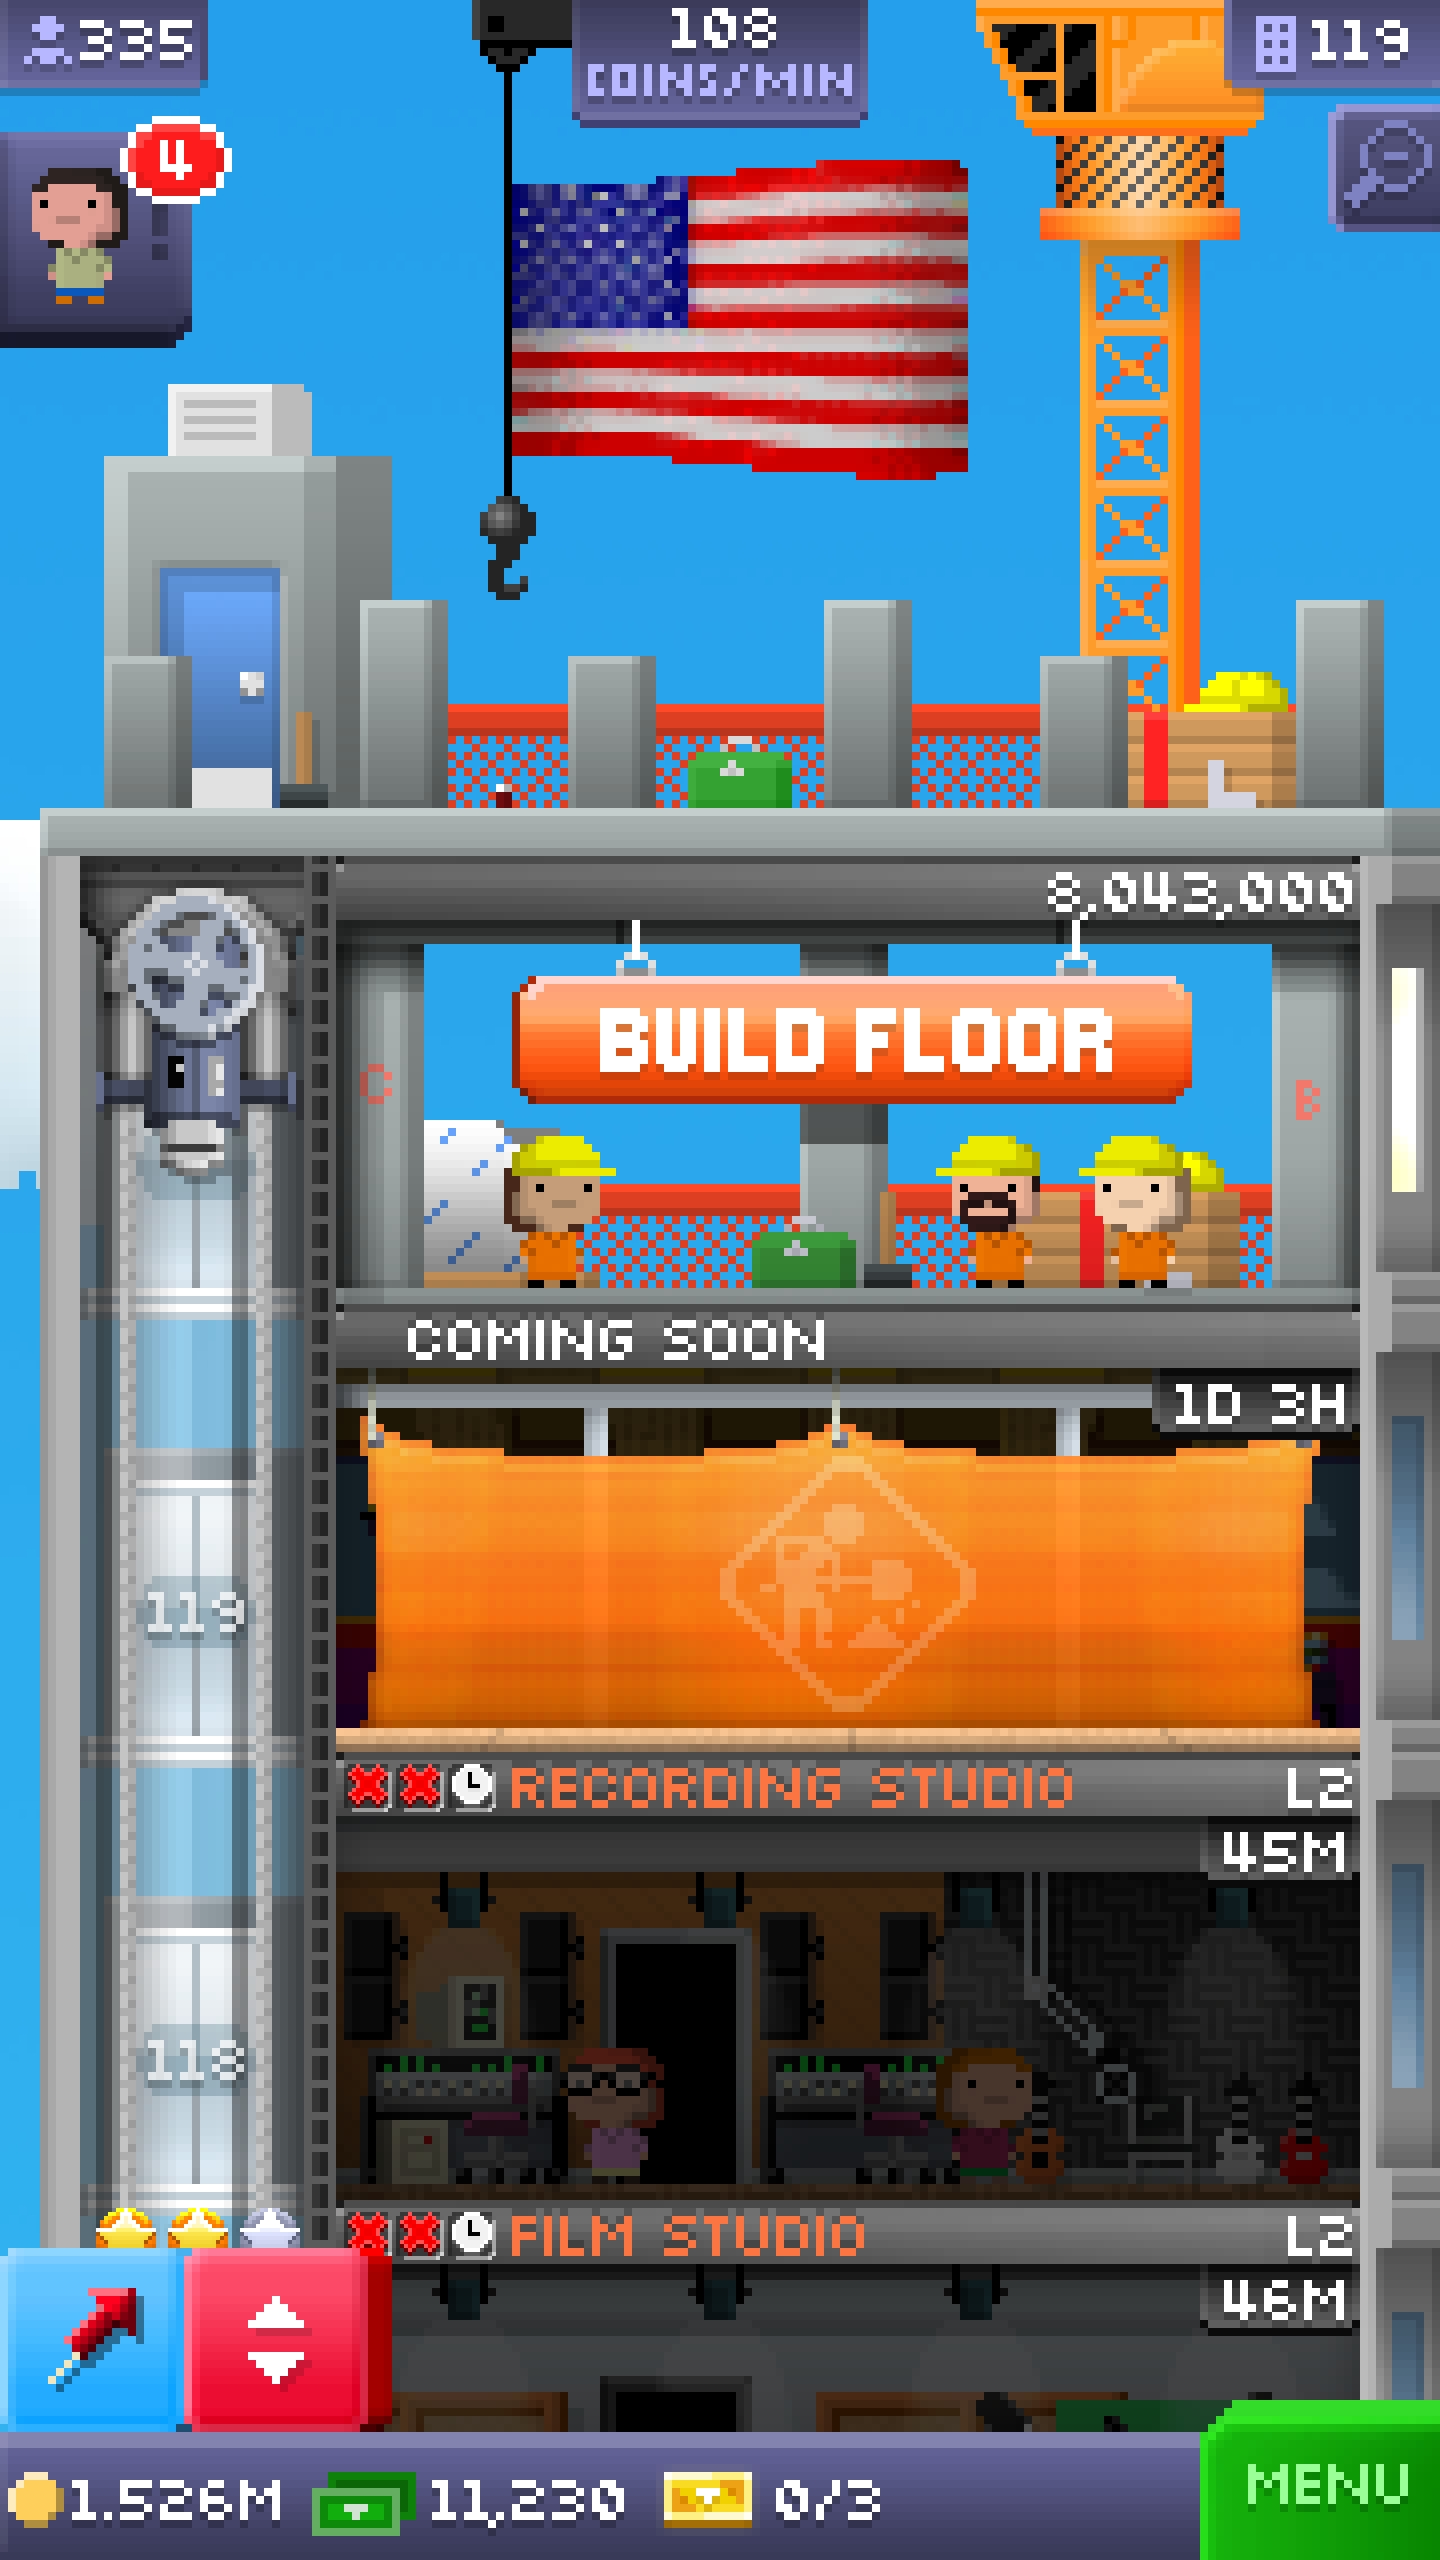 335
108
COINS/MIN
119
4
8,043,000
BUILD FLOOR
C
B
COMING SOON
1D 3H
119
RECORDING STUDIO
L2
45M
118
FILM STUDIO
L2
46M
1.526M
11,230
0/3
MENU